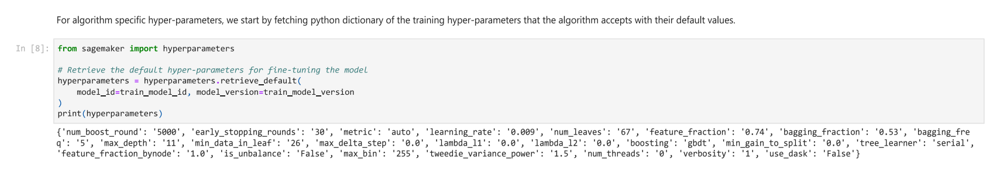 For algorithm specific hyper-parameters, we start by fetching python dictionary of the training hyper-parameters that the algorithm accepts with their default values.
In [8]:
from sagemaker import hyperparameters
# Retrieve the default hyper-parameters for fine-tuning the model
hyperparameters = hyperparameters.retrieve_default(
    model_id=train_model_id, model_version=train_model_version
)
print(hyperparameters)
{'num_boost_round': '5000', 'early_stopping_rounds': '30', 'metric': 'auto', 'learning_rate': '0.009', 'num_leaves': '67', 'feature_fraction': '0.74', 'bagging_fraction': '0.53', 'bagging_fre
q': '5', 'max_depth': '11', 'min_data_in_leaf': '26', 'max_delta_step': '0.0', 'lambda_l1': '0.0', 'lambda_l2': '0.0', 'boosting': 'gbdt', 'min_gain_to_split': '0.0', 'tree_learner': 'serial',
'feature_fraction_bynode': '1.0', 'is_unbalance': 'False', 'max_bin': '255', 'tweedie_variance_power': '1.5', 'num_threads': '0', 'verbosity': '1', 'use_dask': 'False'}